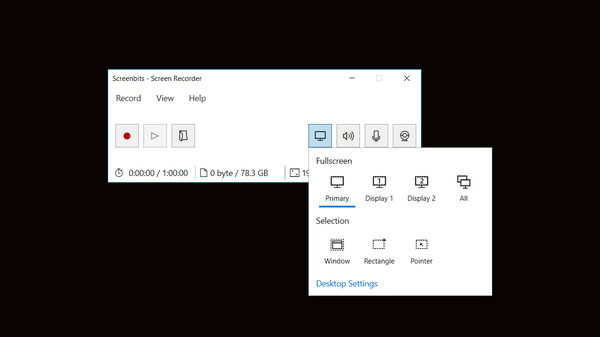 Screenbits - Screen Recorder
Record View Help
0:00:00 / 1:00:00 0 byte / 78.3 GB 19
Fullscreen
1 2
Primary Display 1 Display 2 All
Selection
Window Rectangle Pointer
Desktop Settings